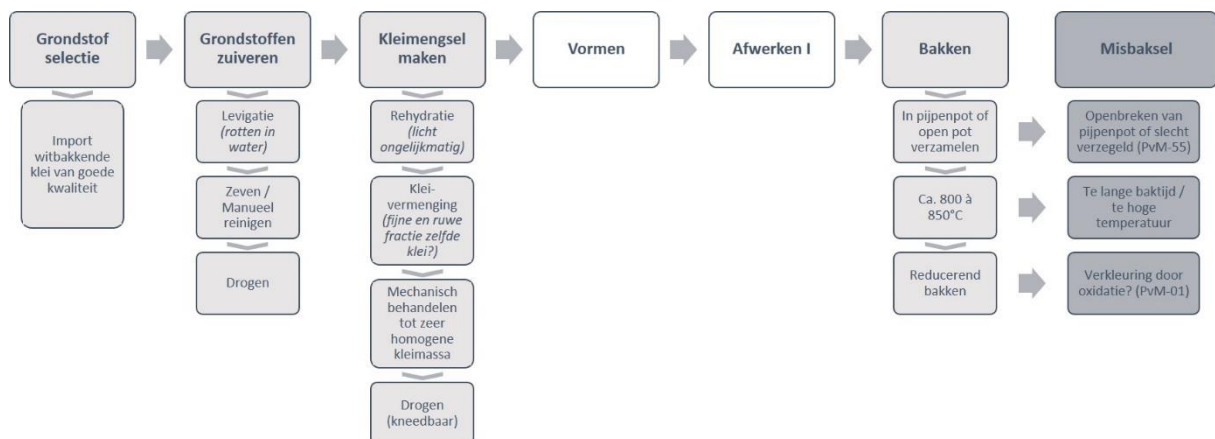 Grondstof
selectie
Grondstoffen
zuiveren
Kleimengsel
maken
Vormen
Afwerken I
Bakken
Misbaksel
Import
witbakkende
klei van goede
kwaliteit
Levigatie
(rotten in
water)
Zeven /
Manueel
reinigen
Drogen
Rehydratie
(licht
ongelijkmatig)
Klei-
vermenging
(fijne en ruwe
fractie zelfde
klei?)
Mechanisch
behandelen
tot zeer
homogene
kleimassa
Drogen
(kneedbaar)
In pijpenpot of
open pot
verzamelen
Ca. 800 à
850°C
Reducerend
bakken
Openbreken van
pijpenpot of slecht
verzegeld (PvM-55)
Te lange baktijd /
te hoge
temperatuur
Verkleuring door
oxidatie? (PvM-01)